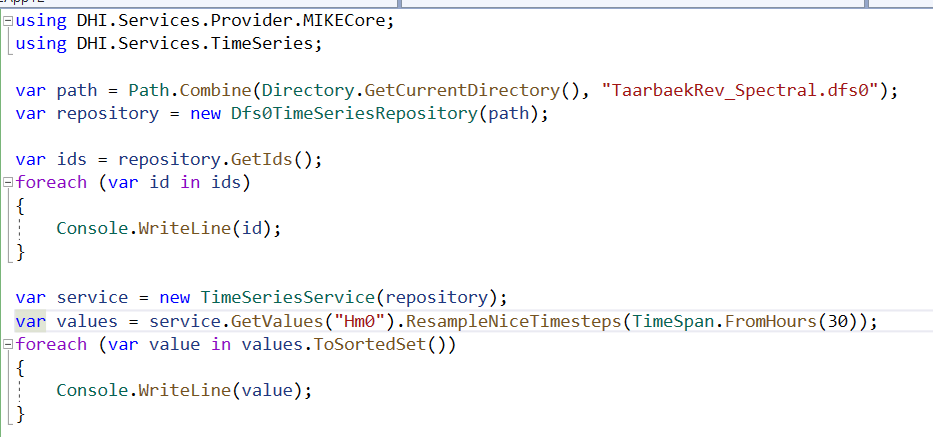 using DHI.Services.Provider.MIKECore;
using DHI.Services.TimeSeries;
var path = Path.Combine(Directory.GetCurrentDirectory(), "TaarbaekRev_Spectral.dfs0");
var repository = new Dfs0TimeSeriesRepository(path);
var ids = repository.GetIds();
foreach (var id in ids)
{
Console.WriteLine(id);
}
var service = new TimeSeriesService(repository);
var values = service.GetValues("Hm0").ResampleNiceTimesteps(TimeSpan.FromHours(30));
foreach (var value in values.ToSortedSet())
{
Console.WriteLine(value);
}